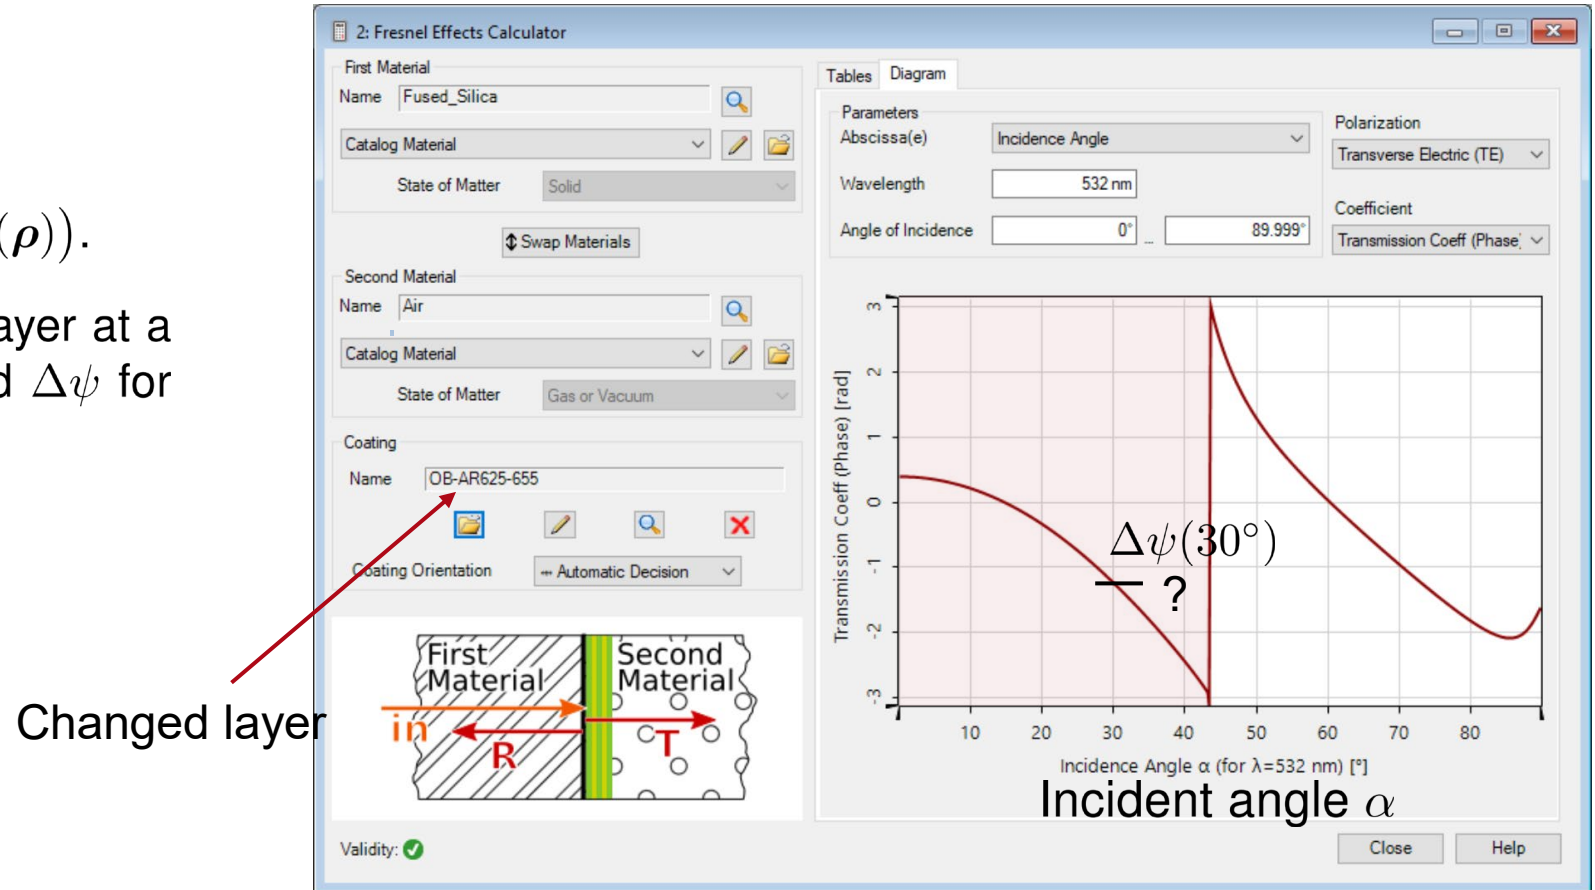 (ρ)).
ayer at a
d Δψ for
Changed layer
2: Fresnel Effects Calculator
First Material
Name Fused_Silica
Catalog Material
State of Matter Solid
Swap Materials
Second Material
Name Air
Catalog Material
State of Matter Gas or Vacuum
Coating
Name OB-AR625-655
Coating Orientation Automatic Decision
First Material
Second Material
in
R
T
Validity:
Tables Diagram
Parameters
Abscissa(e) Incidence Angle
Wavelength 532 nm
Angle of Incidence 0° ... 89.999°
Polarization
Transverse Electric (TE)
Coefficient
Transmission Coeff (Phase)
Transmission Coeff (Phase) [rad]
3
2
1
0
-1
-2
-3
Δψ(30°)
?
10 20 30 40 50 60 70 80
Incidence Angle α (for λ=532 nm) [°]
Incident angle α
Close Help